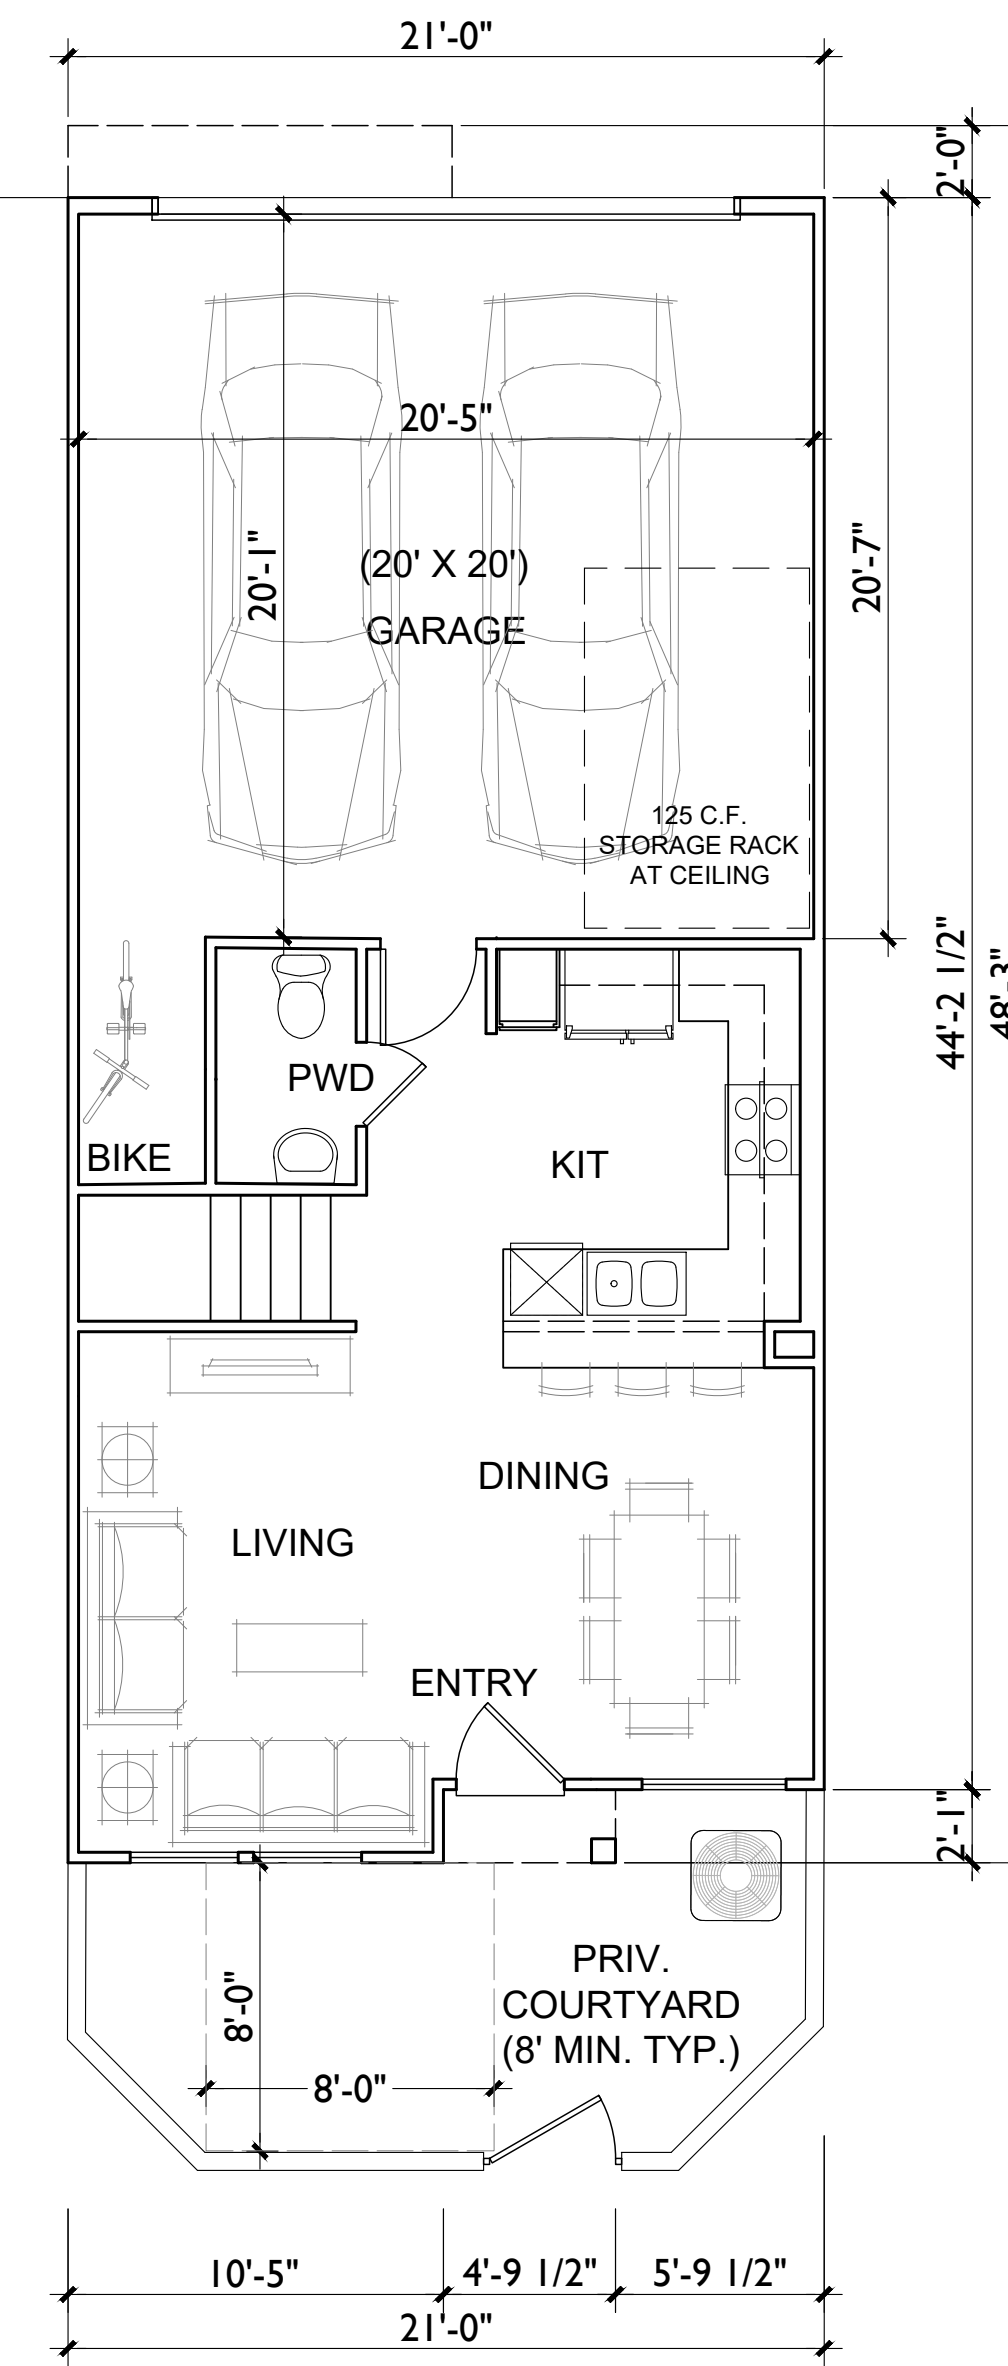 21'-0"
2'-0"
20'-5"
20'-1"
(20' X 20')
GARAGE
20'-7"
125 C.F.
STORAGE RACK
AT CEILING
44'-2 1/2"
48'-3"
PWD
BIKE
KIT
DINING
LIVING
ENTRY
2'-1"
PRIV.
COURTYARD
(8' MIN. TYP.)
8'-0"
8'-0"
10'-5"
4'-9 1/2"
5'-9 1/2"
21'-0"